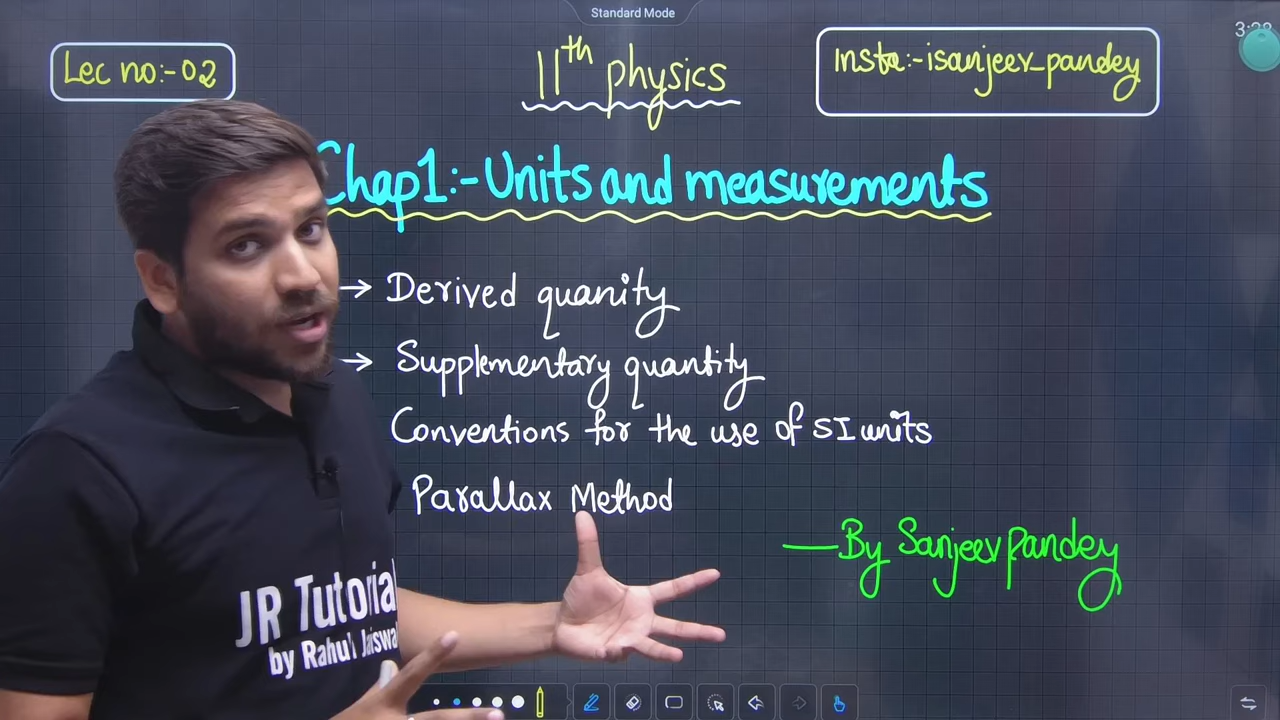 Standard Mode
Lec no:-02
11th physics
Insta:-isanjeev_pandey
Chap1:-Units and measurements
→ Derived quanity
→ Supplementary quantity
Conventions for the use of SI units
Parallax Method
—By Sanjeev Pandey
JR Tutorial
by Rahul Jaiswal